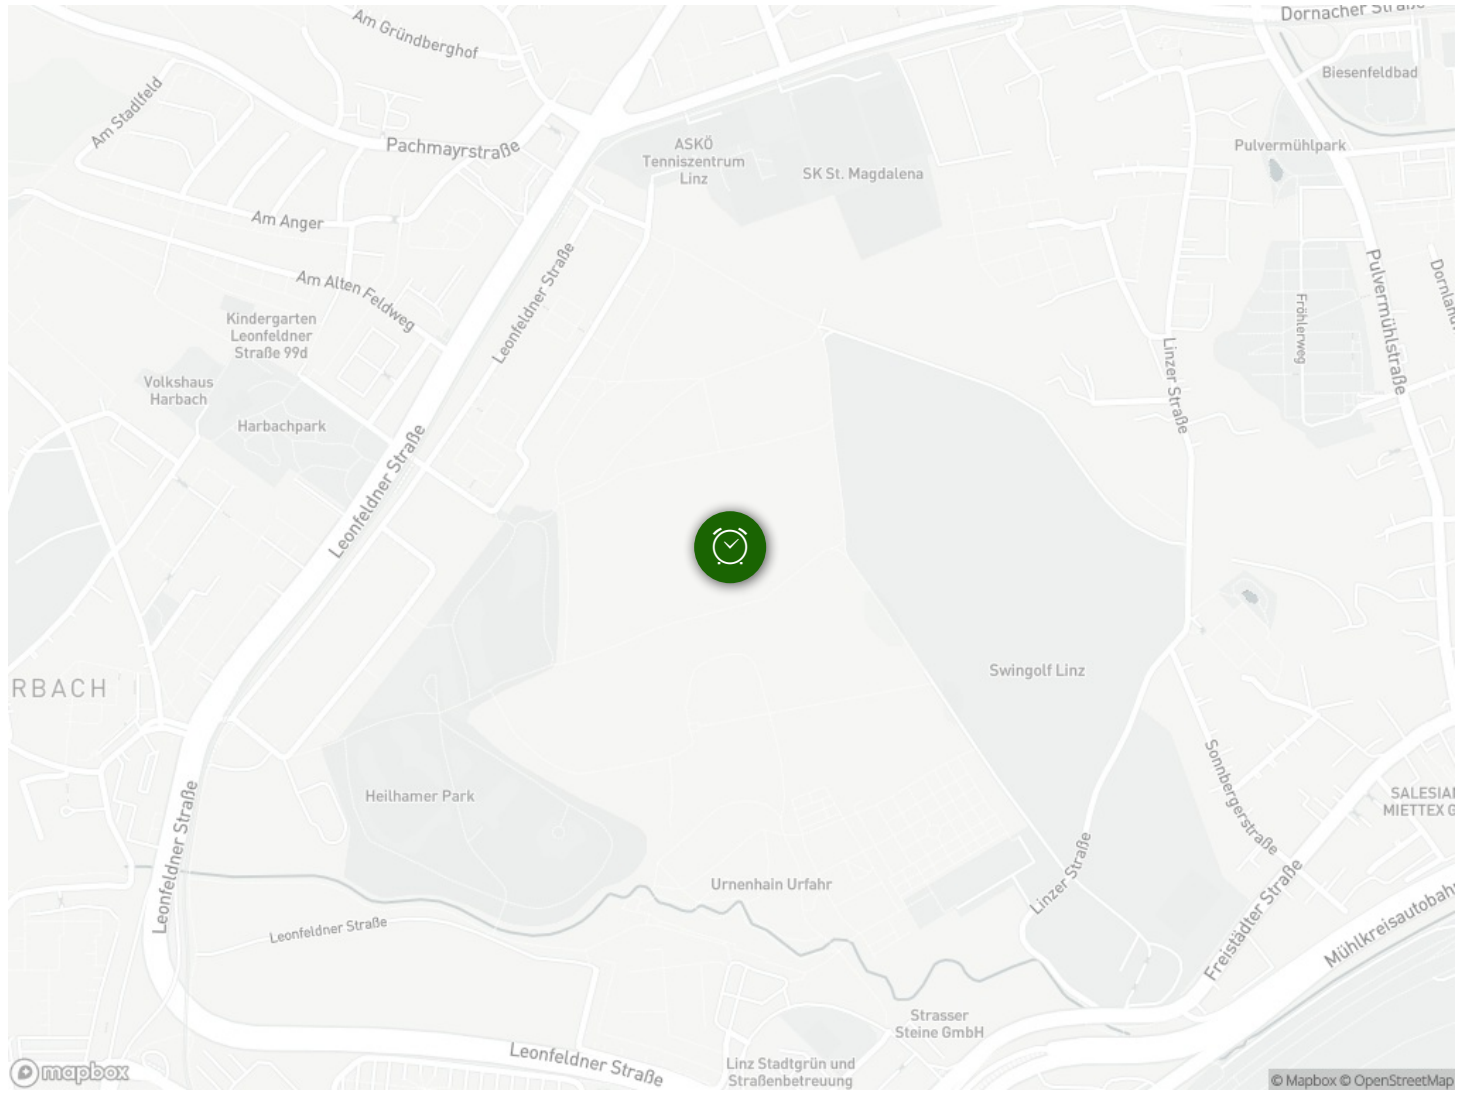 Dornacher Straße
Am Gründberghof
Biesenfeldbad
Am Stadlfeld
Pachmayrstraße
ASKÖ
Tenniszentrum
Linz
SK St. Magdalena
Pulvermühlpark
Am Anger
Leonfeldner Straße
Am Alten Feldweg
Pulvermühlstraße
Kindergarten
Leonfeldner
Straße 99d
Fröhlerweg
Linzer Straße
Volkshaus
Harbach
Harbachpark
Leonfeldner Straße
Swingolf Linz
RBACH
Sonnbergerstraße
Heilhamer Park
SALESIA
MIETTEX G
Leonfeldner Straße
Urnenhain Urfahr
Linzer Straße
Freistädter Straße
Mühlkreisautobahn
Leonfeldner Straße
Strasser
Steine GmbH
Leonfeldner Straße
Linz Stadtgrün und
Straßenbetreuung
mapbox
© Mapbox © OpenStreetMap